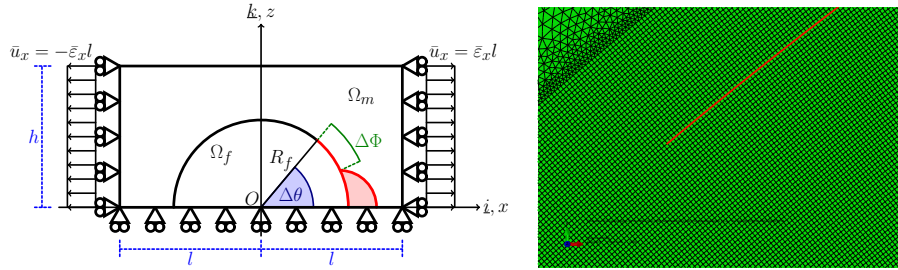 k, z
ū_x = −ε̄_x l
ū_x = ε̄_x l
Ω_m
h
Ω_f
R_f
ΔΦ
O
Δθ
i, x
l
l